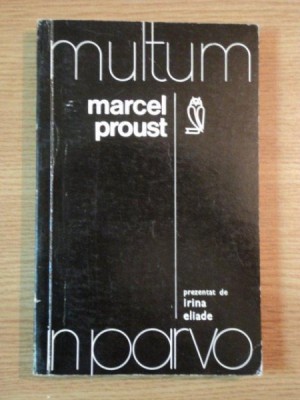 multum
marcel
proust
prezentat de
irina
eliade
in parvo